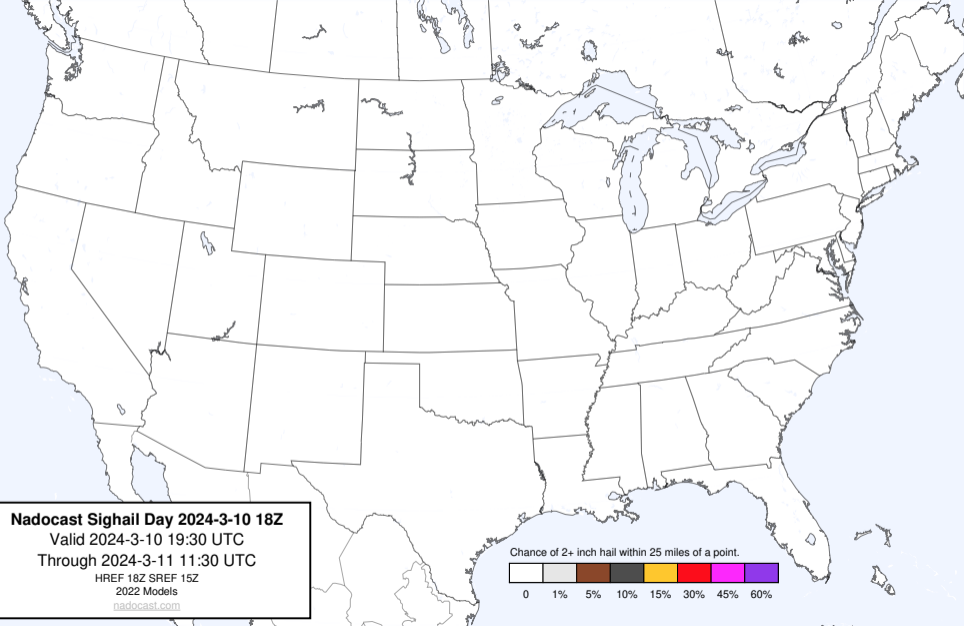 Nadocast Sighail Day 2024-3-10 18Z
Valid 2024-3-10 19:30 UTC
Through 2024-3-11 11:30 UTC
HREF 18Z SREF 15Z
2022 Models
nadocast.com
Chance of 2+ inch hail within 25 miles of a point.
0 1% 5% 10% 15% 30% 45% 60%